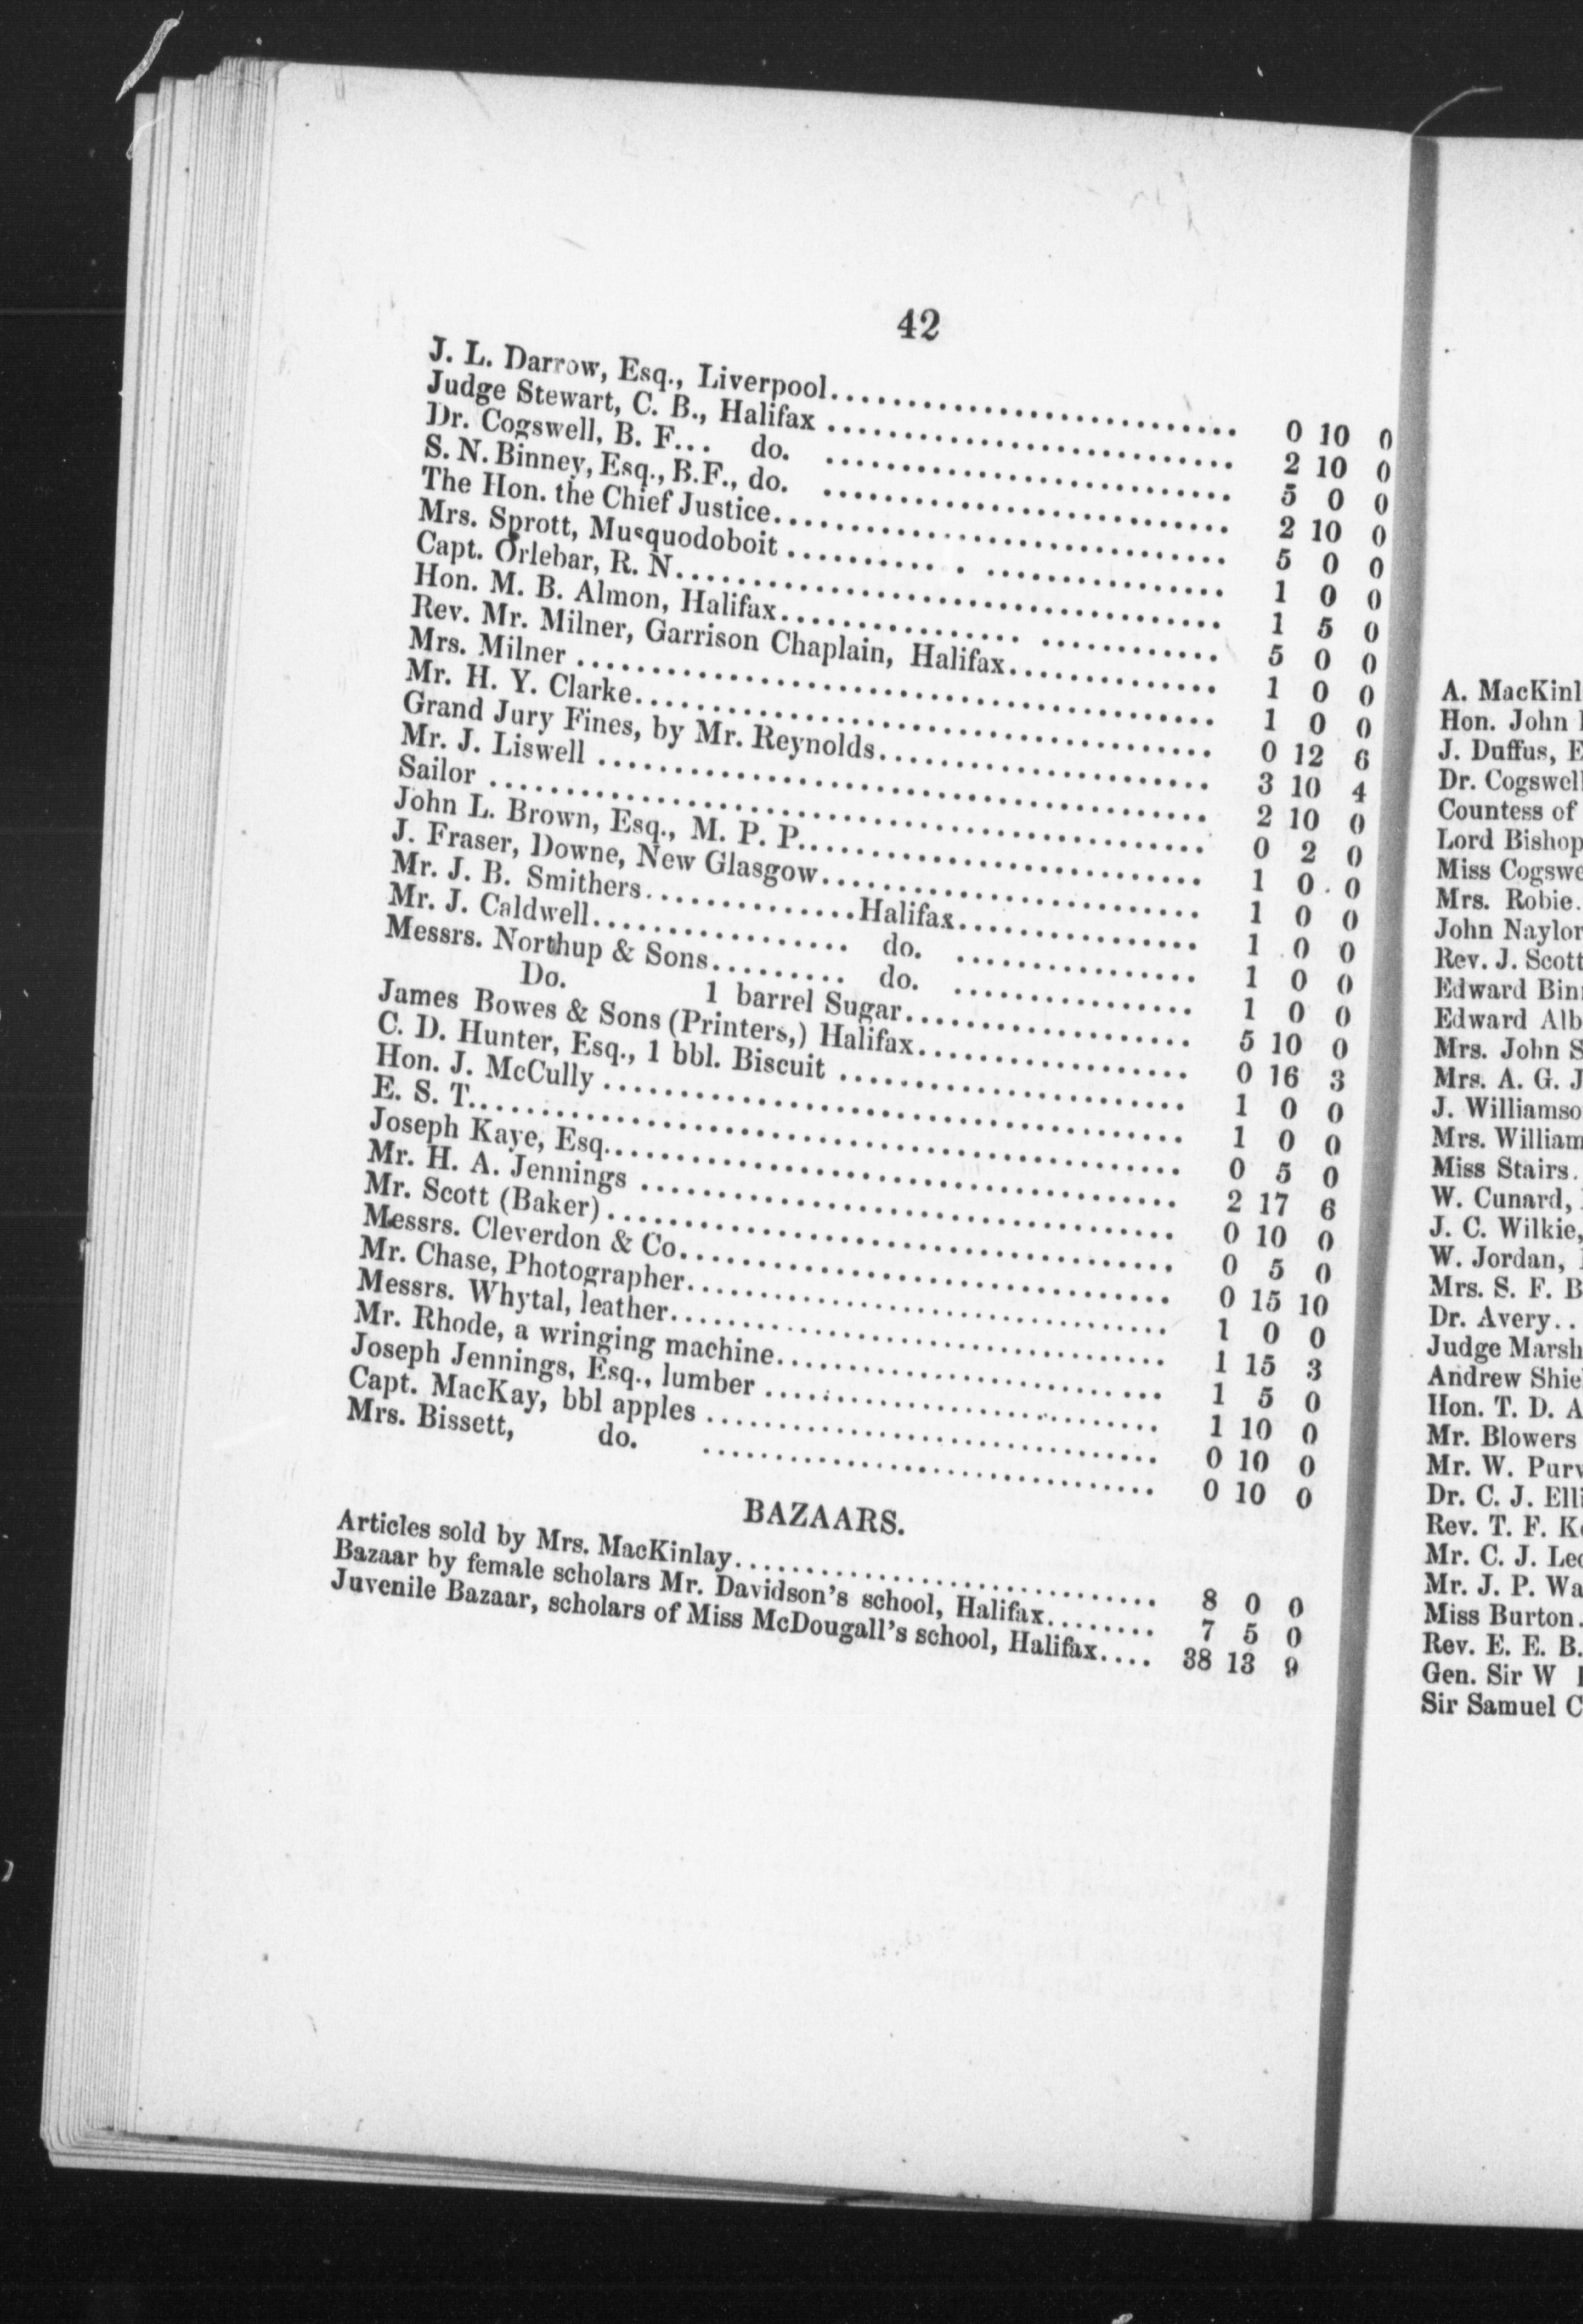 42
J. L. Darrow, Esq., Liverpool........................... 0 10 0
Judge Stewart, C. B., Halifax ........................... 2 10 0
Dr. Cogswell, B. F... do. ........................... 5 0 0
S. N. Binney, Esq., B.F., do. ........................... 2 10 0
The Hon. the Chief Justice.............................. 5 0 0
Mrs. Sprott, Musquodoboit .......... . ................ 1 0 0
Capt. Orlebar, R. N.................................... 1 5 0
Hon. M. B. Almon, Halifax................ ............ 5 0 0
Rev. Mr. Milner, Garrison Chaplain, Halifax.............. 1 0 0
Mrs. Milner .......................................... 1 0 0
Mr. H. Y. Clarke...................................... 0 12 6
Grand Jury Fines, by Mr. Reynolds...................... 3 10 4
Mr. J. Liswell ........................................ 2 10 0
Sailor ............................................... 0 2 0
John L. Brown, Esq., M. P. P........................... 1 0 0
J. Fraser, Downe, New Glasgow......................... 1 0 0
Mr. J. B. Smithers..............Halifax................ 1 0 0
Mr. J. Caldwell................. do. ................ 1 0 0
Messrs. Northup & Sons......... do. ................ 1 0 0
Do. 1 barrel Sugar................... 5 10 0
James Bowes & Sons (Printers,) Halifax.................. 0 16 3
C. D. Hunter, Esq., 1 bbl. Biscuit ....................... 1 0 0
Hon. J. McCully ...................................... 1 0 0
E. S. T............................................... 0 5 0
Joseph Kaye, Esq...................................... 2 17 6
Mr. H. A. Jennings ................................... 0 10 0
Mr. Scott (Baker)..................................... 0 5 0
Messrs. Cleverdon & Co................................ 0 15 10
Mr. Chase, Photographer............................... 1 0 0
Messrs. Whytal, leather................................ 1 15 3
Mr. Rhode, a wringing machine......................... 1 5 0
Joseph Jennings, Esq., lumber .......................... 1 10 0
Capt. MacKay, bbl apples .............................. 0 10 0
Mrs. Bissett, do. .............................. 0 10 0
BAZAARS.
Articles sold by Mrs. MacKinlay............................ 8 0 0
Bazaar by female scholars Mr. Davidson's school, Halifax........ 7 5 0
Juvenile Bazaar, scholars of Miss McDougall's school, Halifax.... 38 13 9
A. MacKinl
Hon. John
J. Duffus, E
Dr. Cogswell
Countess of
Lord Bishop
Miss Cogswe
Mrs. Robie.
John Naylor
Rev. J. Scott
Edward Bin
Edward Alb
Mrs. John S
Mrs. A. G. J
J. Williamso
Mrs. William
Miss Stairs.
W. Cunard,
J. C. Wilkie,
W. Jordan,
Mrs. S. F. B
Dr. Avery..
Judge Marsh
Andrew Shie
Hon. T. D. A
Mr. Blowers
Mr. W. Purv
Dr. C. J. Elli
Rev. T. F. K
Mr. C. J. Leo
Mr. J. P. Wa
Miss Burton.
Rev. E. E. B.
Gen. Sir W
Sir Samuel C